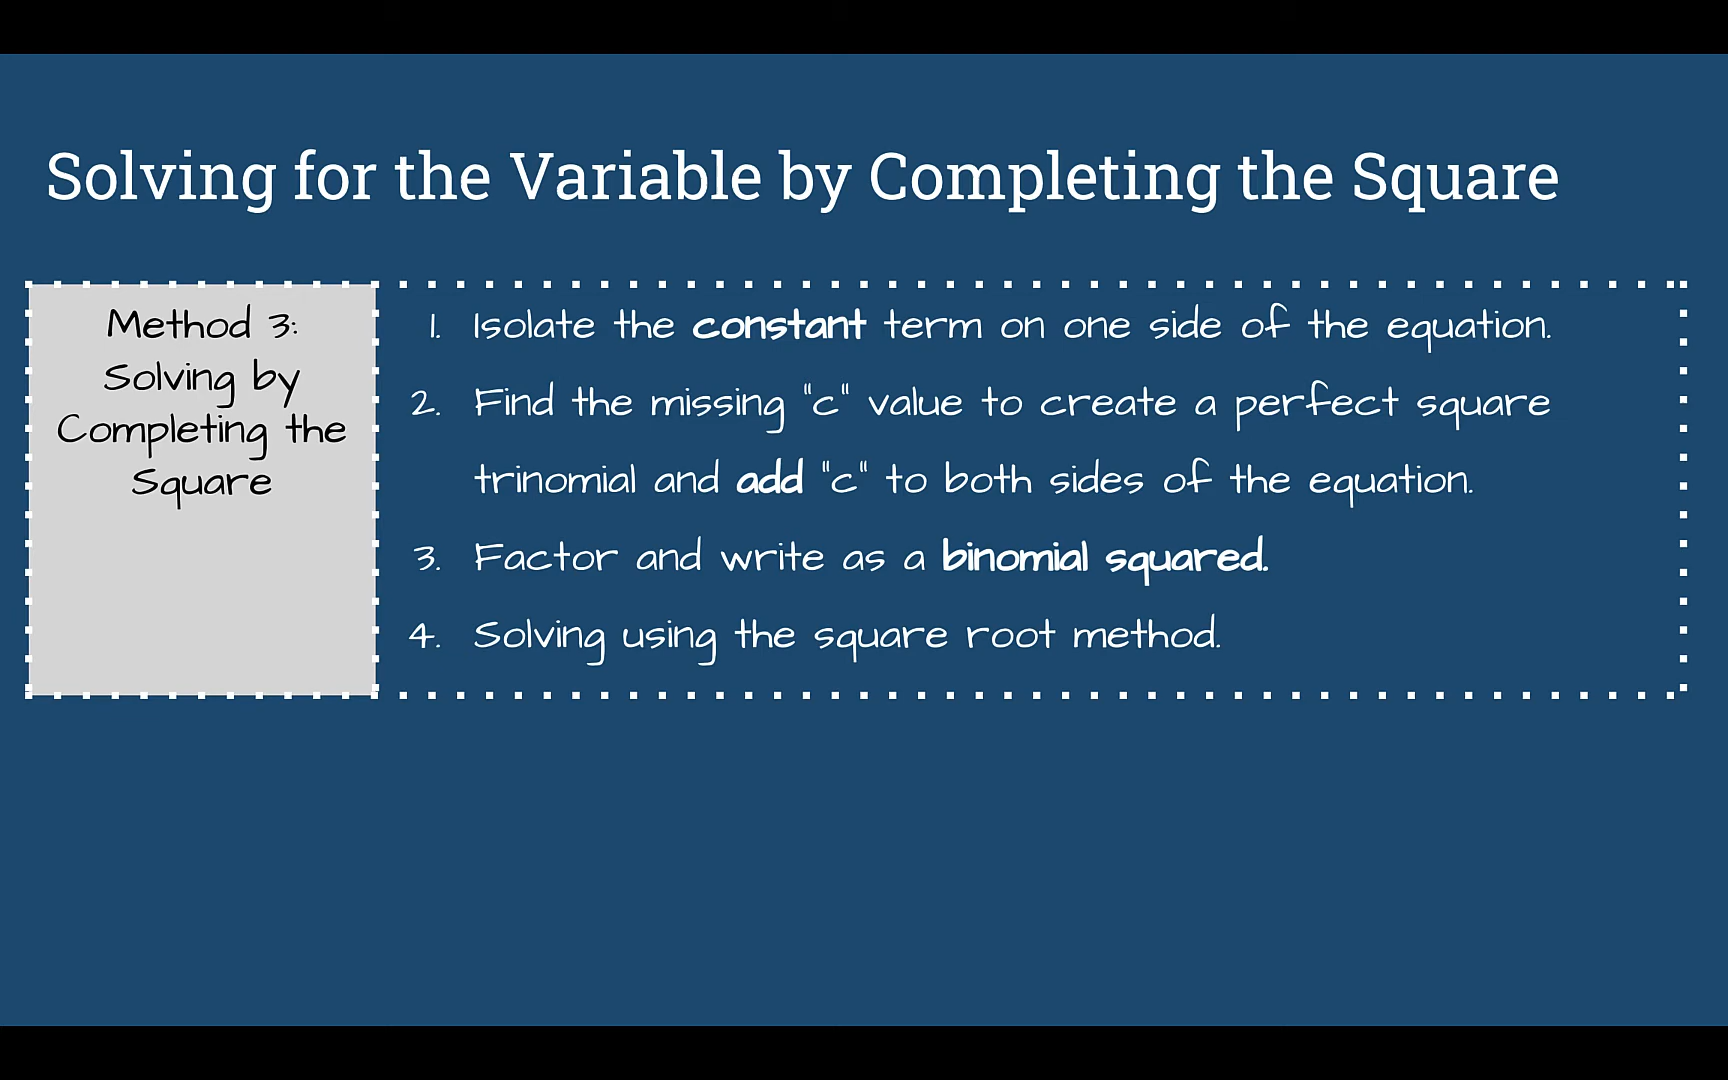 Solving for the Variable by Completing the Square
Method 3:
Solving by
Completing the
Square
1. Isolate the constant term on one side of the equation.
2. Find the missing "c" value to create a perfect square
trinomial and add "c" to both sides of the equation.
3. Factor and write as a binomial squared.
4. Solving using the square root method.